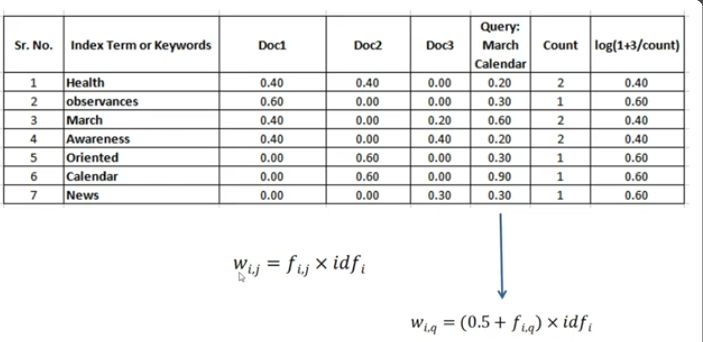 Sr. No. Index Term or Keywords Doc1 Doc2 Doc3 Query: March Calendar Count log(1+3/count)
1 Health 0.40 0.40 0.00 0.20 2 0.40
2 observances 0.60 0.00 0.00 0.30 1 0.60
3 March 0.40 0.00 0.20 0.60 2 0.40
4 Awareness 0.40 0.00 0.40 0.20 2 0.40
5 Oriented 0.00 0.60 0.00 0.30 1 0.60
6 Calendar 0.00 0.60 0.00 0.90 1 0.60
7 News 0.00 0.00 0.30 0.30 1 0.60
w_{i,j} = f_{i,j} × idf_i
w_{i,q} = (0.5 + f_{i,q}) × idf_i